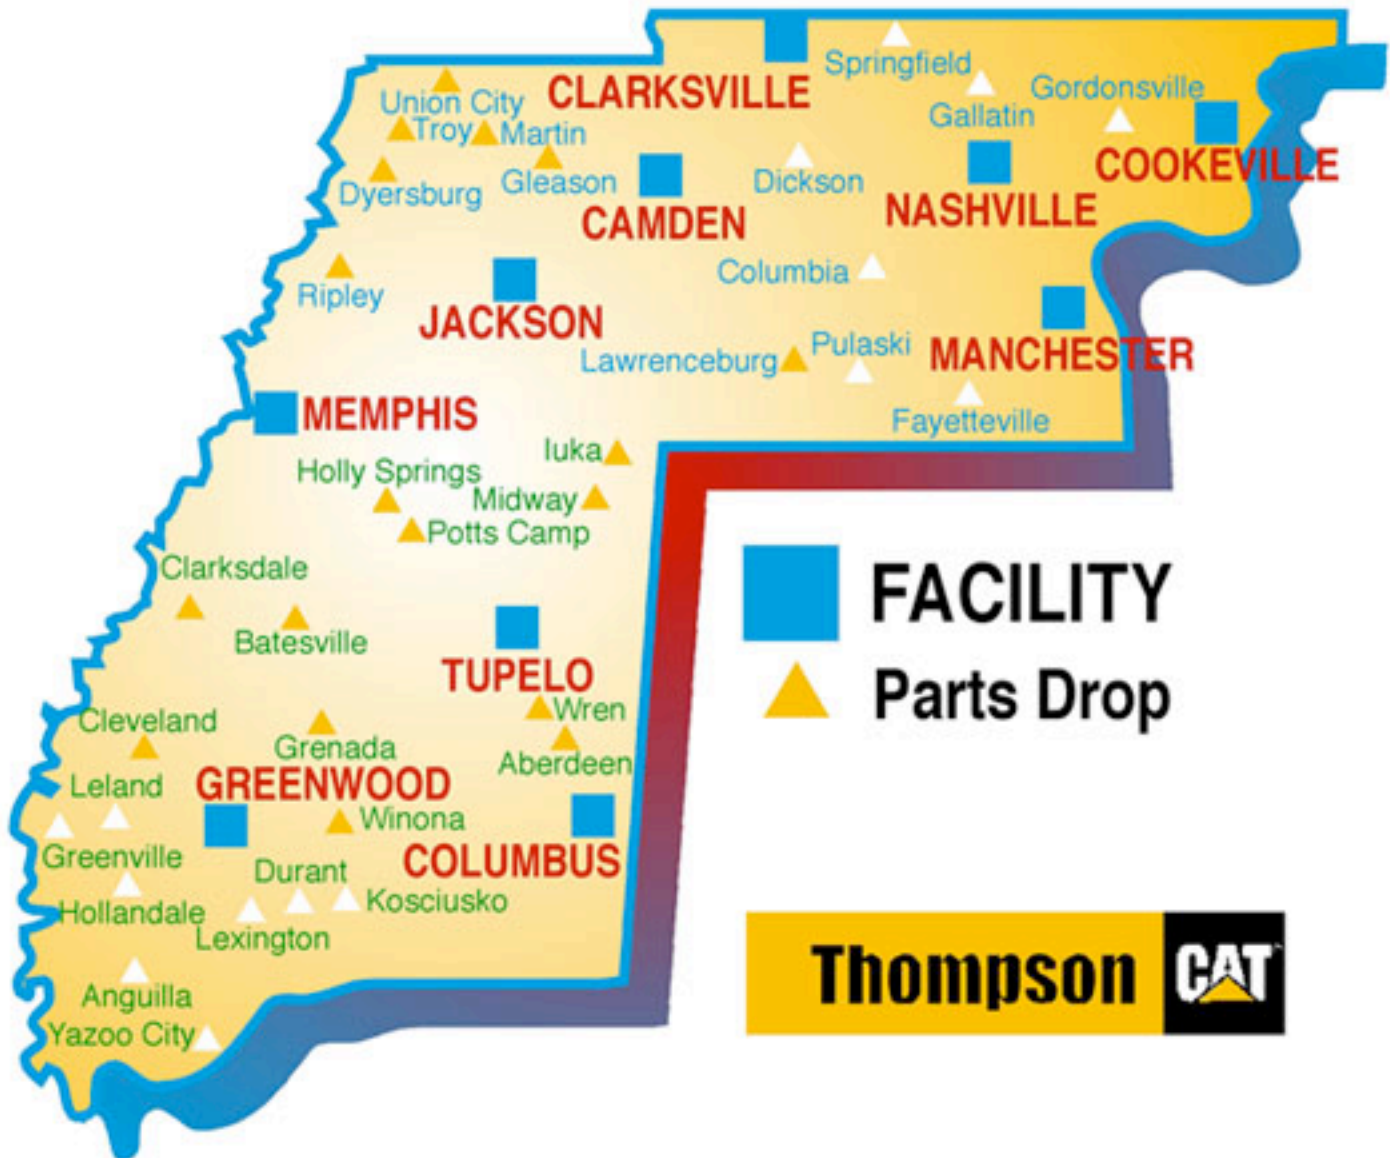 Springfield
CLARKSVILLE
Gordonsville
Union City
Gallatin
Troy
Martin
COOKEVILLE
Gleason
Dickson
Dyersburg
NASHVILLE
CAMDEN
Columbia
Ripley
JACKSON
Pulaski
MANCHESTER
Lawrenceburg
MEMPHIS
Fayetteville
Iuka
Holly Springs
Midway
Potts Camp
Clarksdale
FACILITY
Batesville
TUPELO
Parts Drop
Wren
Cleveland
Grenada
Aberdeen
GREENWOOD
Leland
Winona
Greenville
COLUMBUS
Durant
Kosciusko
Hollandale
Lexington
Thompson CAT
Anguilla
Yazoo City